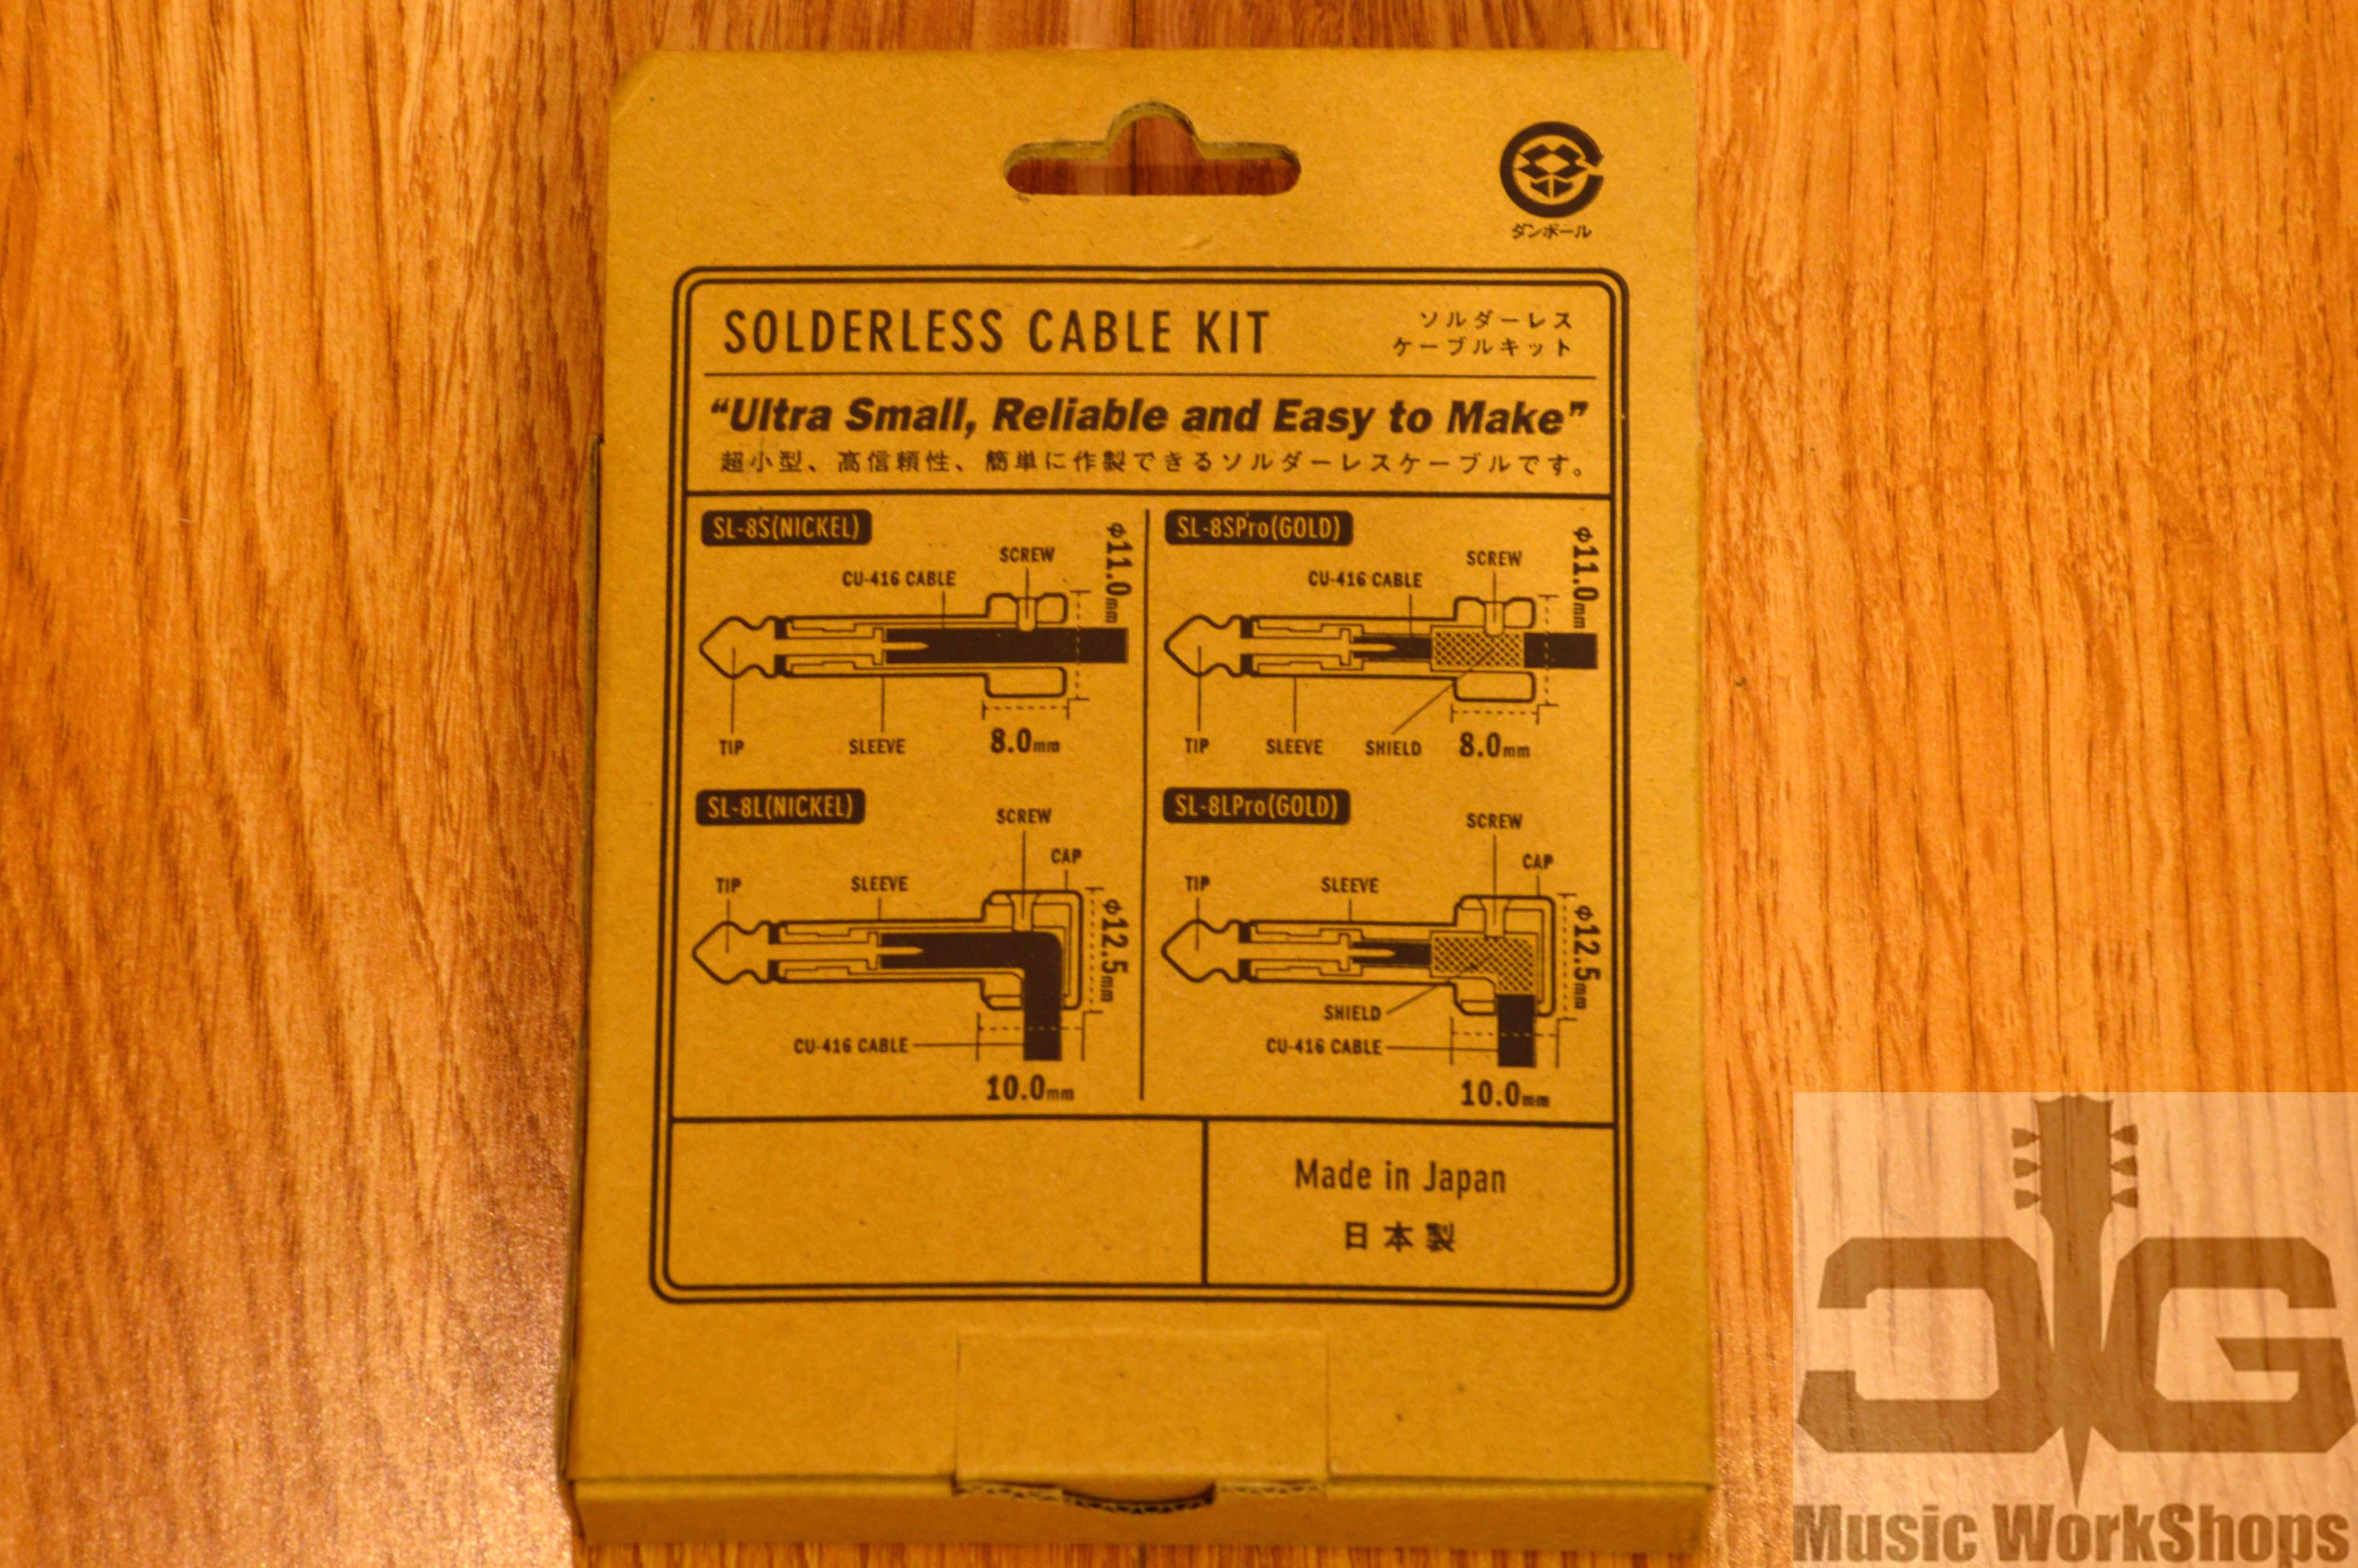 ダンボール
SOLDERLESS CABLE KIT
ソルダーレス
ケーブルキット
“Ultra Small, Reliable and Easy to Make”
超小型、高信頼性、簡単に作製できるソルダーレスケーブルです。
SL-8S(NICKEL)
SCREW
CU-416 CABLE
φ11.0mm
TIP
SLEEVE
8.0mm
SL-8SPro(GOLD)
SCREW
CU-416 CABLE
φ11.0mm
TIP
SLEEVE
SHIELD
8.0mm
SL-8L(NICKEL)
SCREW
CAP
TIP
SLEEVE
φ12.5mm
CU-416 CABLE
10.0mm
SL-8LPro(GOLD)
SCREW
CAP
TIP
SLEEVE
φ12.5mm
SHIELD
CU-416 CABLE
10.0mm
Made in Japan
日本製
Music WorkShops